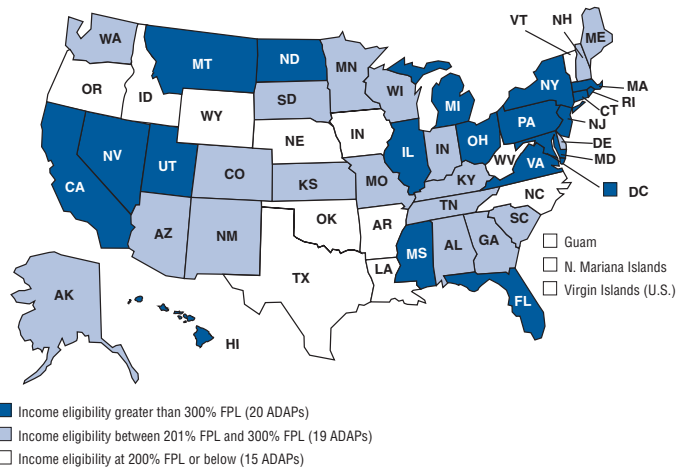 VT
NH
WA
ME
MT
ND
MN
OR
ID
SD
WI
NY
MA
WY
MI
RI
CT
PA
NJ
NE
IN
IL
IN
OH
NV
UT
CO
DE
WV
VA
MD
CA
KS
MO
KY
DC
NC
TN
AZ
NM
OK
AR
SC
MS
AL
GA
Guam
TX
LA
N. Mariana Islands
AK
Virgin Islands (U.S.)
FL
HI
Income eligibility greater than 300% FPL (20 ADAPs)
Income eligibility between 201% FPL and 300% FPL (19 ADAPs)
Income eligibility at 200% FPL or below (15 ADAPs)